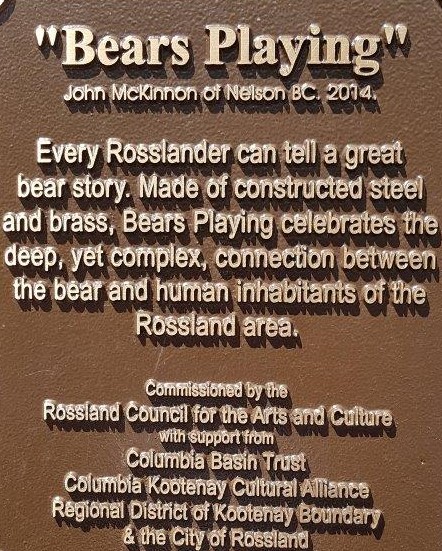 "Bears Playing"
John McKinnon of Nelson BC. 2014.
Every Rosslander can tell a great
bear story. Made of constructed steel
and brass, Bears Playing celebrates the
deep, yet complex, connection between
the bear and human inhabitants of the
Rossland area.
Commissioned by the
Rossland Council for the Arts and Culture
with support from
Columbia Basin Trust
Columbia Kootenay Cultural Alliance
Regional District of Kootenay Boundary
& the City of Rossland